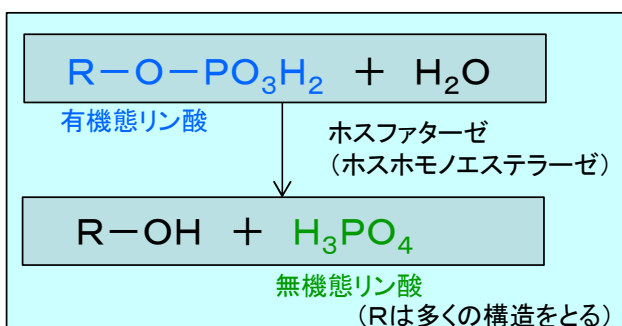 R－O－PO₃H₂ ＋ H₂O
有機態リン酸
ホスファターゼ
（ホスホモノエステラーゼ）
R－OH ＋ H₃PO₄
無機態リン酸
（Rは多くの構造をとる）